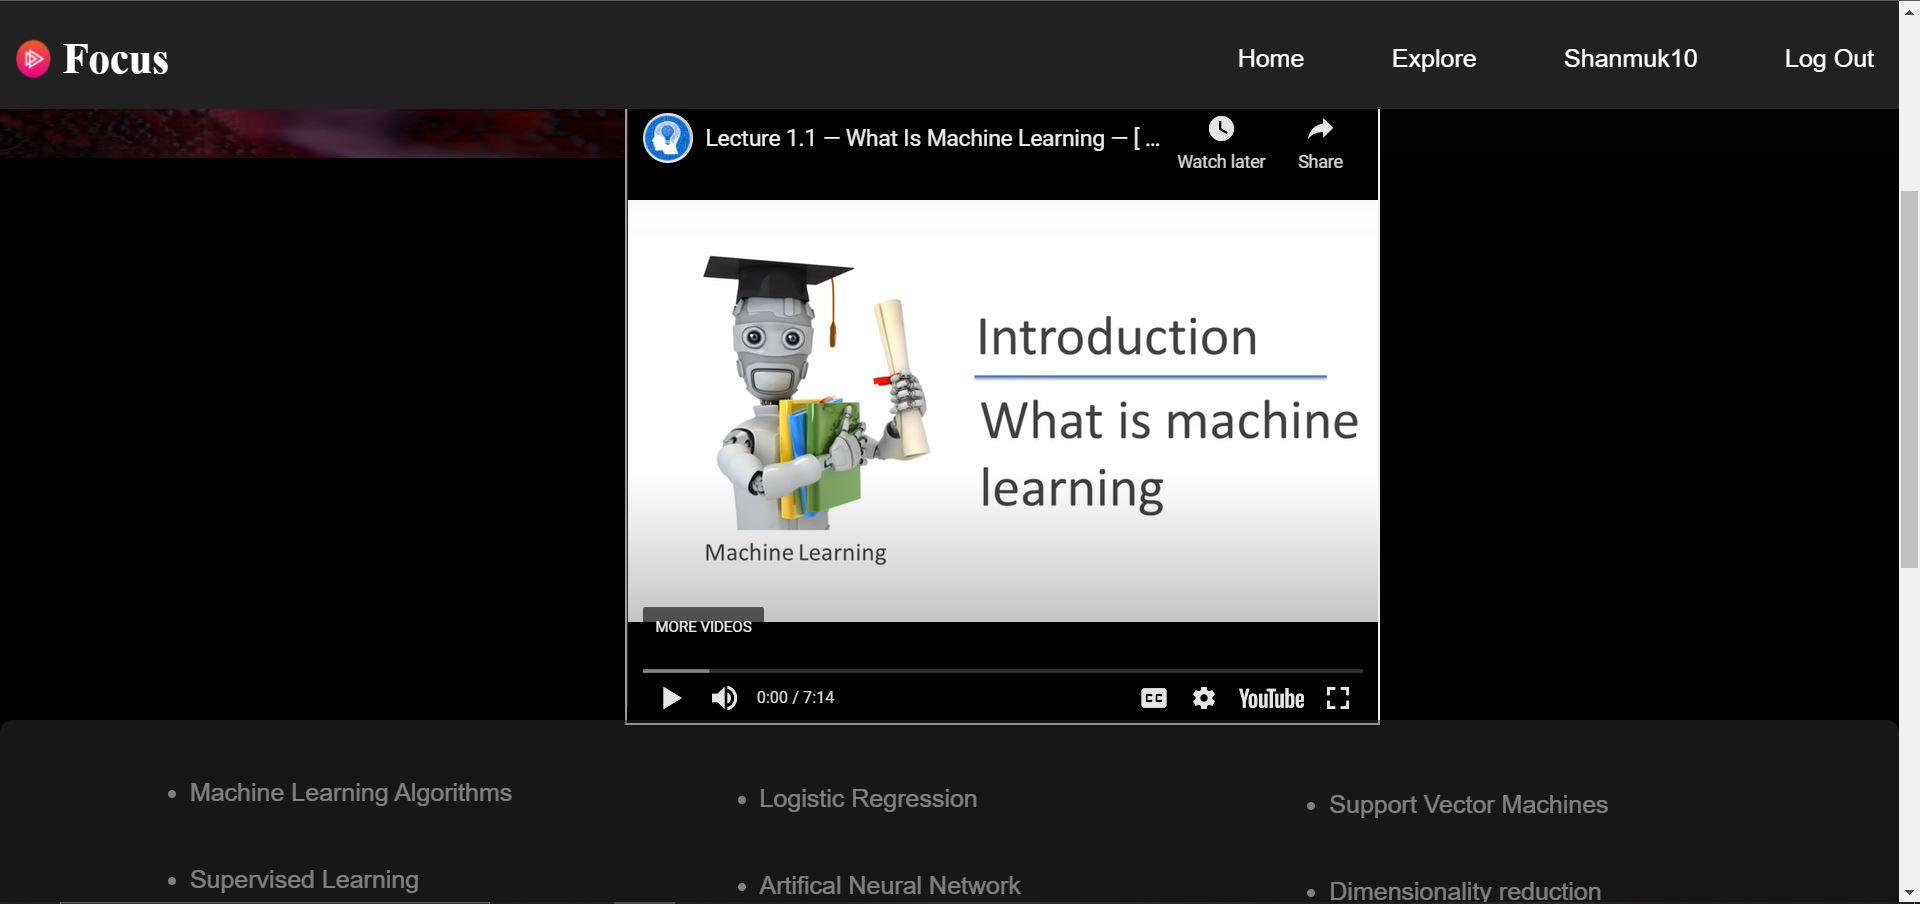 Focus
Home
Explore
Shanmuk10
Log Out
Lecture 1.1 — What Is Machine Learning — [ ...
Watch later
Share
Introduction
What is machine
learning
Machine Learning
MORE VIDEOS
0:00 / 7:14
CC
YouTube
Machine Learning Algorithms
Logistic Regression
Support Vector Machines
Supervised Learning
Artifical Neural Network
Dimensionality reduction